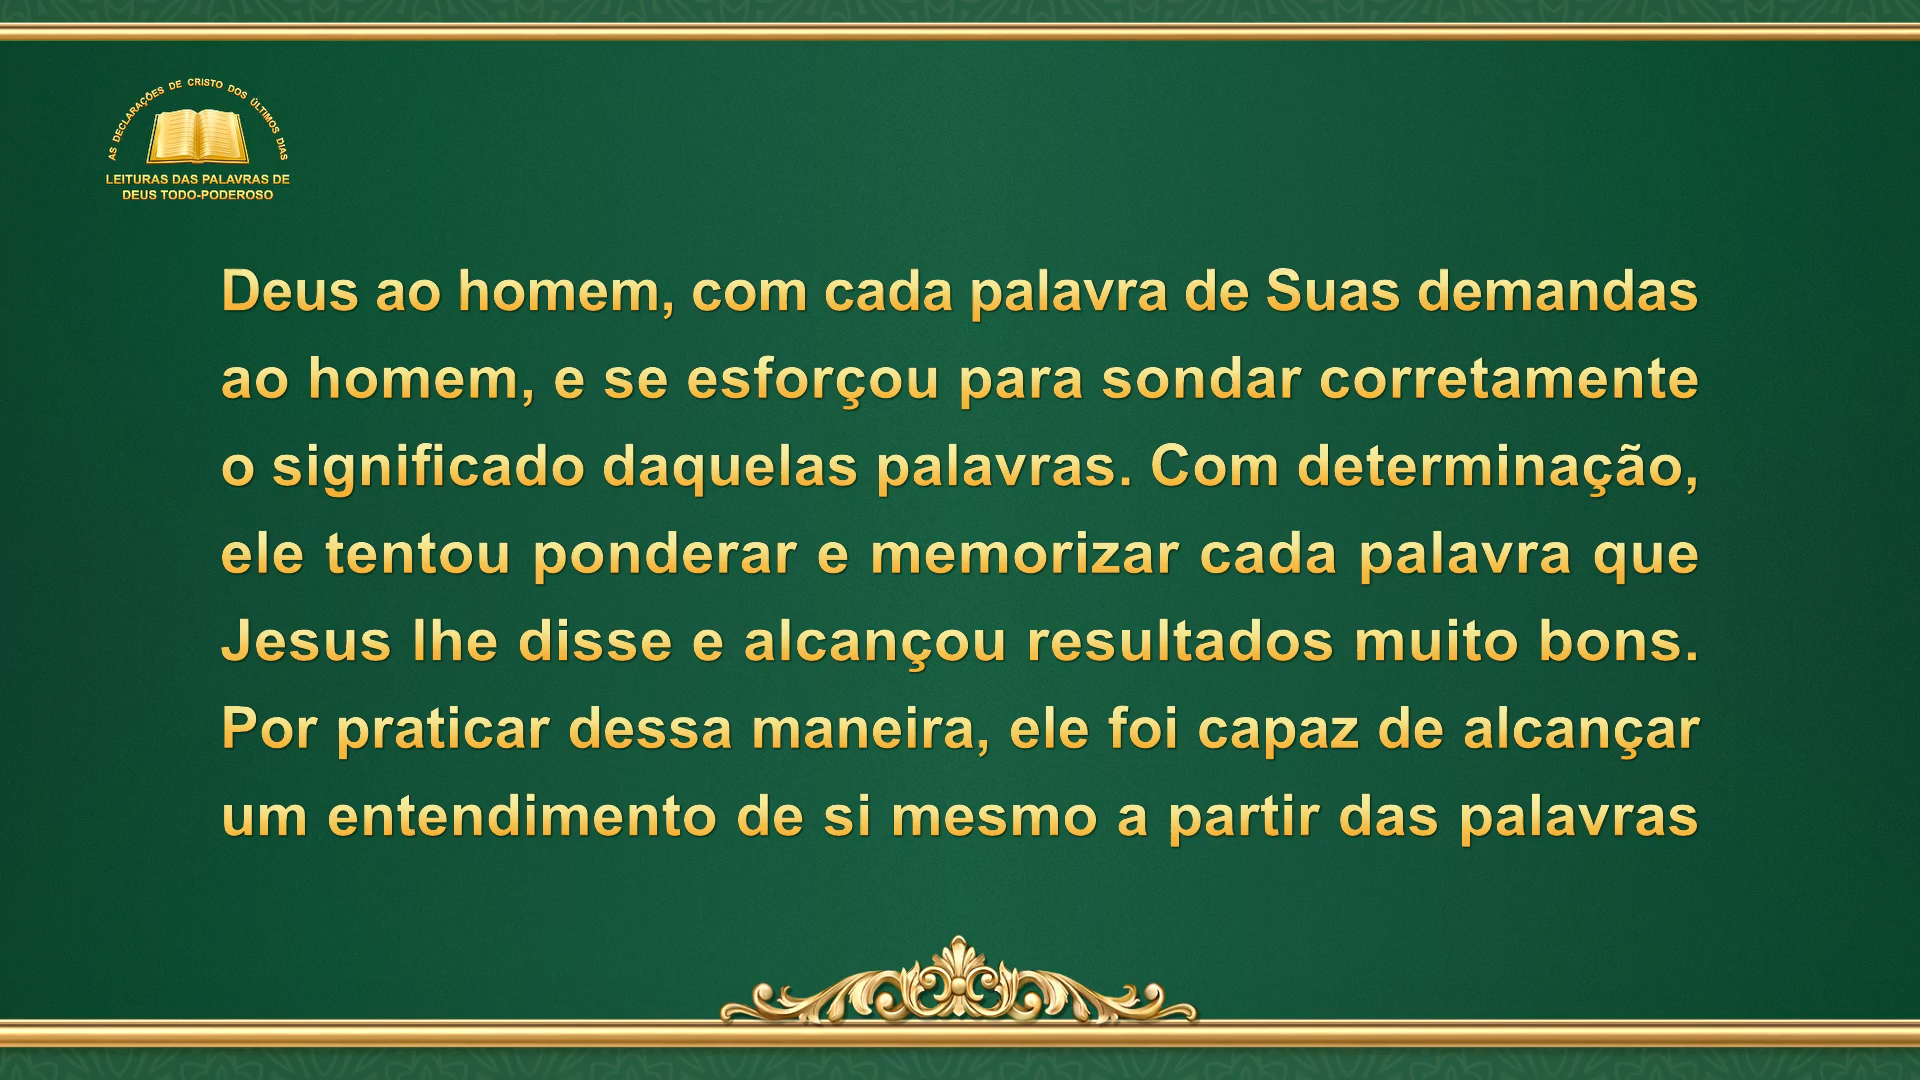 AS DECLARAÇÕES DE CRISTO DOS ÚLTIMOS DIAS
LEITURAS DAS PALAVRAS DE
DEUS TODO-PODEROSO
Deus ao homem, com cada palavra de Suas demandas
ao homem, e se esforçou para sondar corretamente
o significado daquelas palavras. Com determinação,
ele tentou ponderar e memorizar cada palavra que
Jesus lhe disse e alcançou resultados muito bons.
Por praticar dessa maneira, ele foi capaz de alcançar
um entendimento de si mesmo a partir das palavras